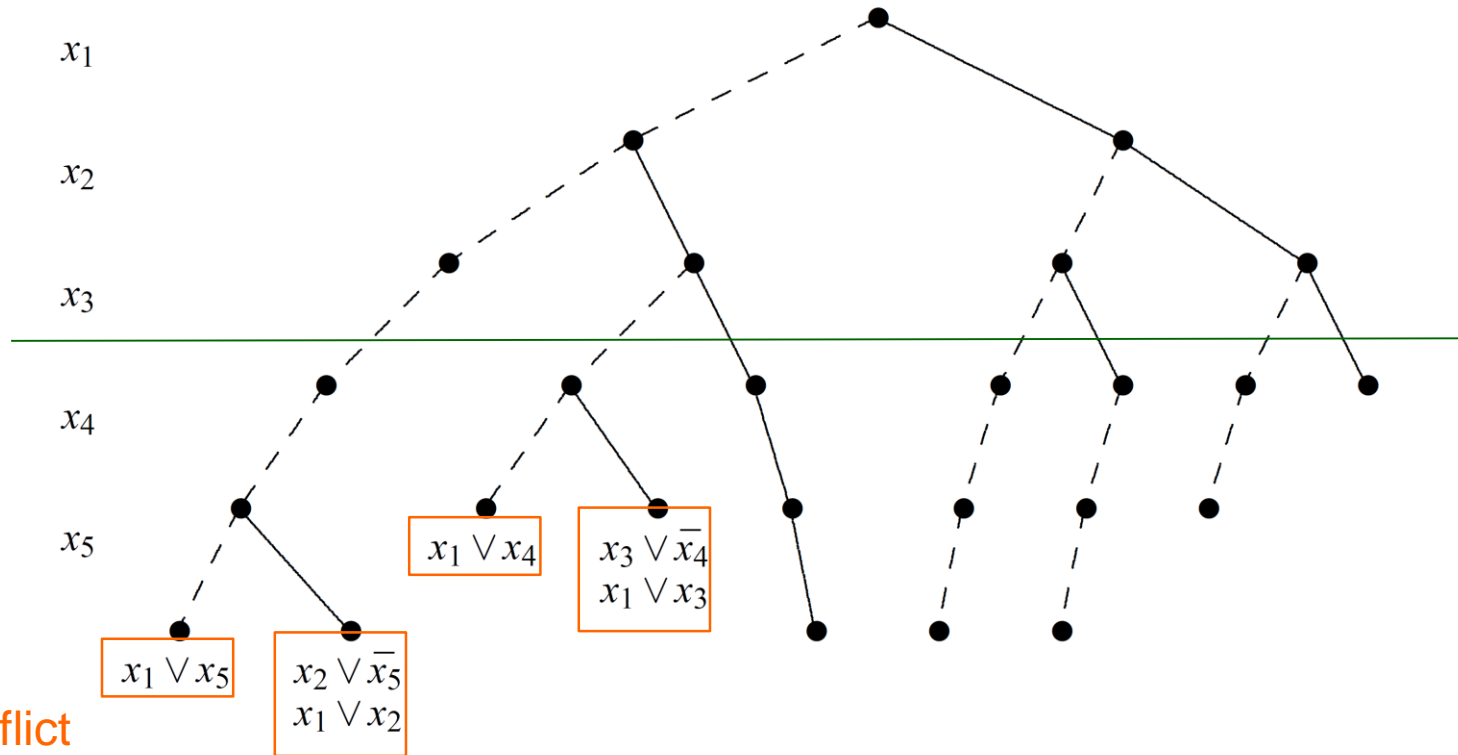 x₁
x₂
x₃
x₄
x₅
x₁ ∨ x₄
x₃ ∨ x̅₄
x₁ ∨ x₃
x₁ ∨ x₅
x₂ ∨ x̅₅
x₁ ∨ x₂
flict